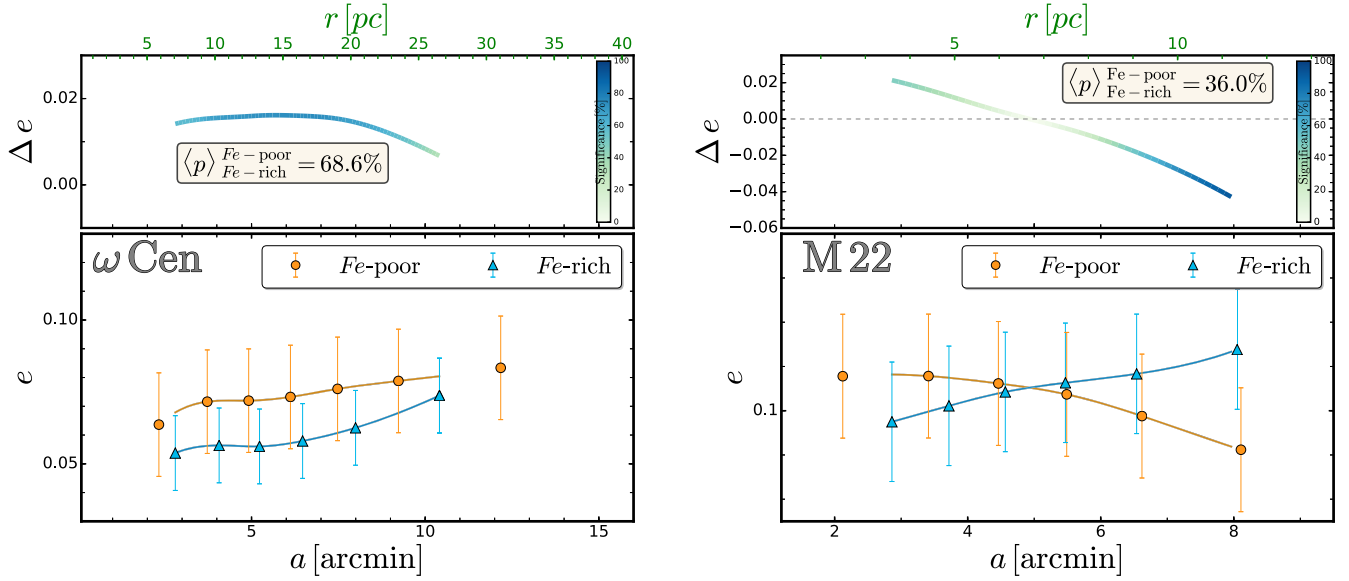 r [pc]
5 10 15 20 25 30 35 40
0.02
0.00
Δ e
⟨p⟩ Fe−poor Fe−rich = 68.6%
Significance[%]
100
80
60
40
20
0
ω Cen
Fe-poor Fe-rich
0.10
0.05
e
5 10 15
a [arcmin]
r [pc]
5 10
0.02
0.00
−0.02
−0.04
−0.06
Δ e
⟨p⟩ Fe−poor Fe−rich = 36.0%
Significance[%]
100
80
60
40
20
0
M 22
Fe-poor Fe-rich
0.1
e
2 4 6 8
a [arcmin]